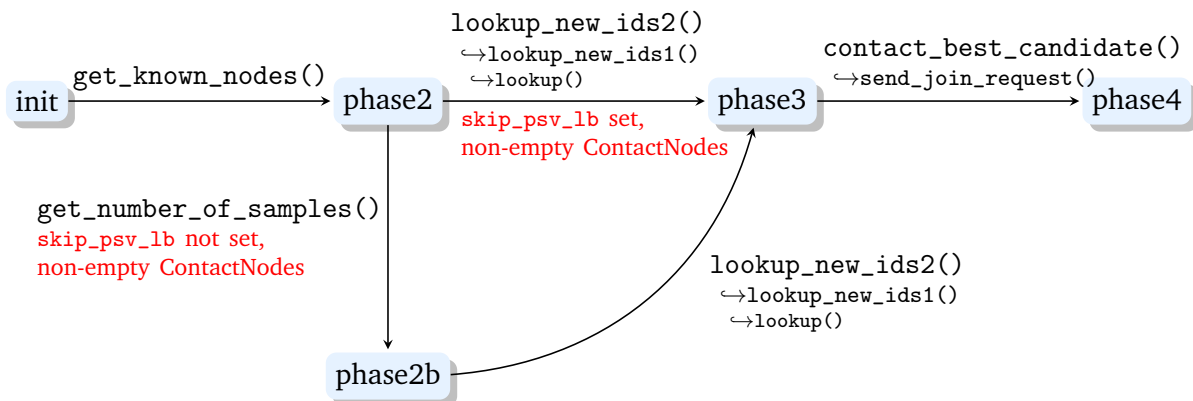 init
get_known_nodes()
phase2
lookup_new_ids2()
↪lookup_new_ids1()
↪lookup()
skip_psv_lb set,
non-empty ContactNodes
phase3
contact_best_candidate()
↪send_join_request()
phase4
get_number_of_samples()
skip_psv_lb not set,
non-empty ContactNodes
lookup_new_ids2()
↪lookup_new_ids1()
↪lookup()
phase2b